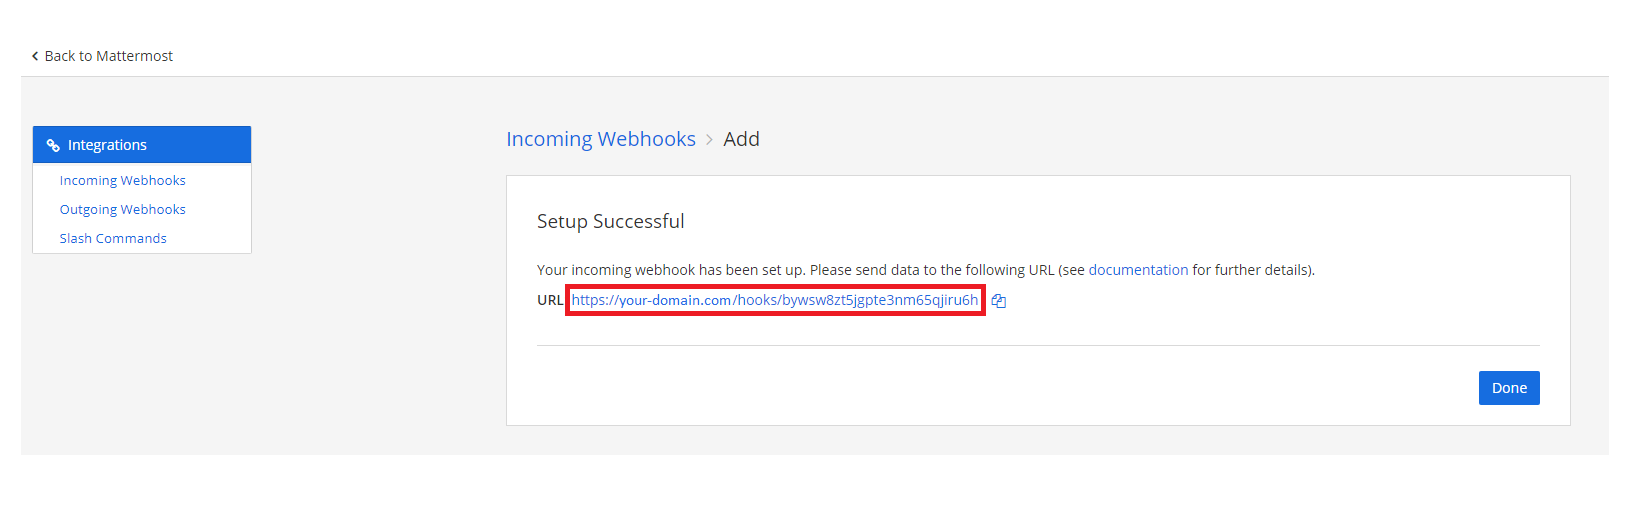 Back to Mattermost
Integrations
Incoming Webhooks
Outgoing Webhooks
Slash Commands
Incoming Webhooks > Add
Setup Successful
Your incoming webhook has been set up. Please send data to the following URL (see documentation for further details).
URL https://your-domain.com/hooks/bywsw8zt5jgpte3nm65qjiru6h
Done